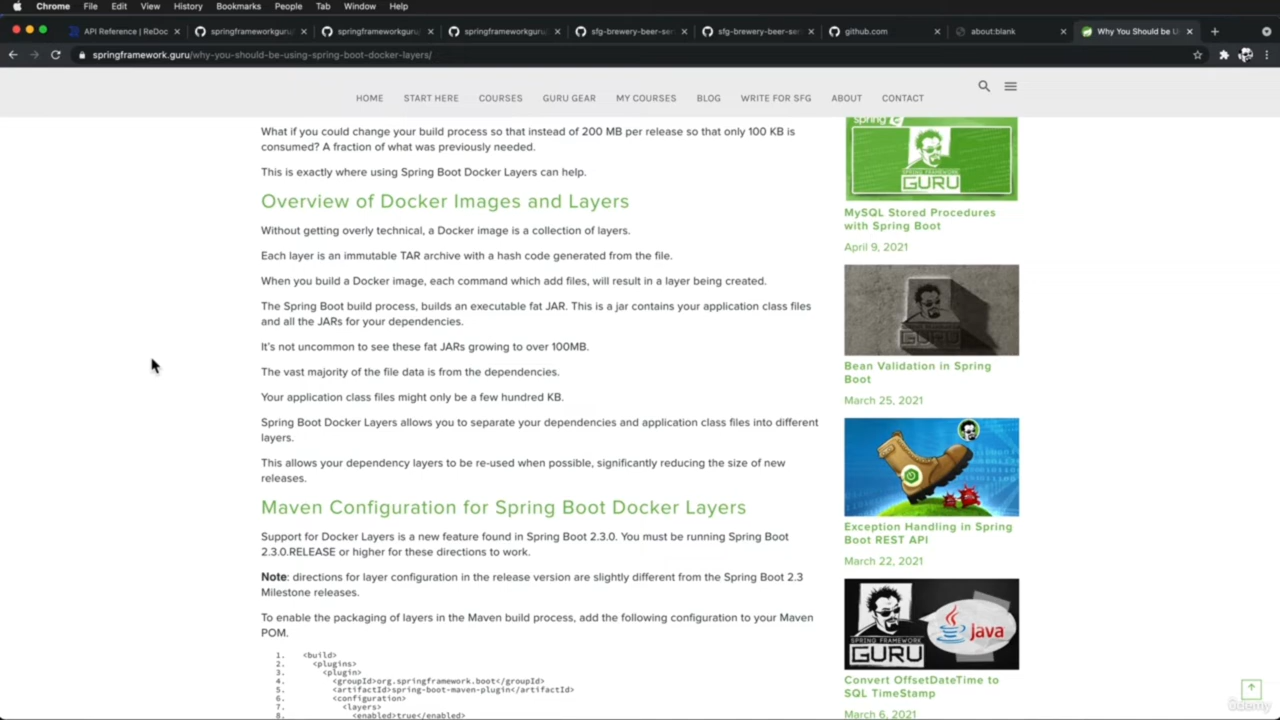 Chrome File Edit View History Bookmarks People Tab Window Help
API Reference | ReDoc
springframeworkguru
springframeworkguru
springframeworkguru
sfg-brewery-beer-ser
sfg-brewery-beer-ser
github.com
about:blank
Why You Should be U
springframework.guru/why-you-should-be-using-spring-boot-docker-layers/
HOME START HERE COURSES GURU GEAR MY COURSES BLOG WRITE FOR SFG ABOUT CONTACT
What if you could change your build process so that instead of 200 MB per release so that only 100 KB is
consumed? A fraction of what was previously needed.
This is exactly where using Spring Boot Docker Layers can help.
Overview of Docker Images and Layers
Without getting overly technical, a Docker image is a collection of layers.
Each layer is an immutable TAR archive with a hash code generated from the file.
When you build a Docker image, each command which add files, will result in a layer being created.
The Spring Boot build process, builds an executable fat JAR. This is a jar contains your application class files
and all the JARs for your dependencies.
It's not uncommon to see these fat JARs growing to over 100MB.
The vast majority of the file data is from the dependencies.
Your application class files might only be a few hundred KB.
Spring Boot Docker Layers allows you to separate your dependencies and application class files into different
layers.
This allows your dependency layers to be re-used when possible, significantly reducing the size of new
releases.
Maven Configuration for Spring Boot Docker Layers
Support for Docker Layers is a new feature found in Spring Boot 2.3.0. You must be running Spring Boot
2.3.0.RELEASE or higher for these directions to work.
Note: directions for layer configuration in the release version are slightly different from the Spring Boot 2.3
Milestone releases.
To enable the packaging of layers in the Maven build process, add the following configuration to your Maven
POM.
1. <build>
2. <plugins>
3. <plugin>
4. <groupId>org.springframework.boot</groupId>
5. <artifactId>spring-boot-maven-plugin</artifactId>
6. <configuration>
7. <layers>
8. <enabled>true</enabled>
spring
SPRING FRAMEWORK
GURU
MySQL Stored Procedures
with Spring Boot
April 9, 2021
GURU
Bean Validation in Spring
Boot
March 25, 2021
Exception Handling in Spring
Boot REST API
March 22, 2021
SPRING FRAMEWORK
GURU
Java
Convert OffsetDateTime to
SQL TimeStamp
March 6, 2021
ûdemy